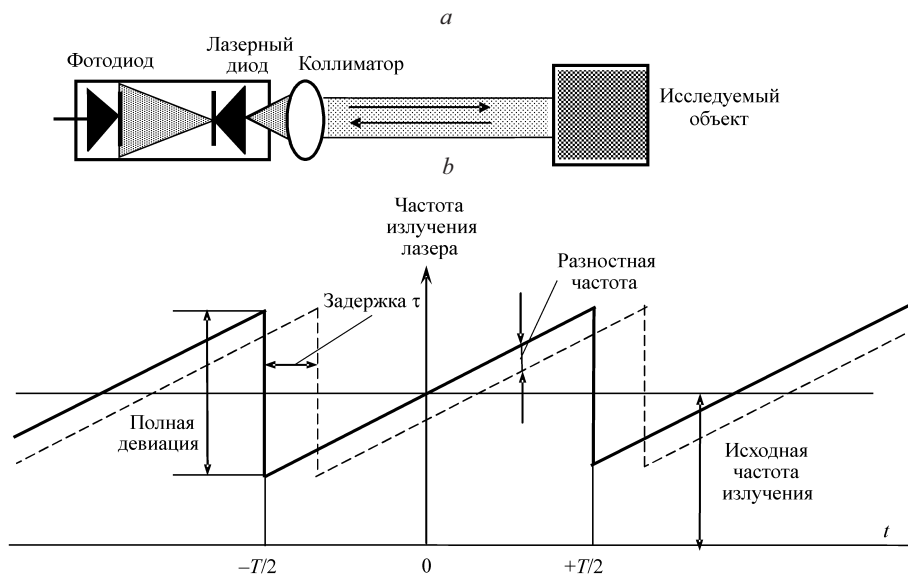 a
Фотодиод
Лазерный
диод
Коллиматор
Исследуемый
объект
b
Частота
излучения
лазера
Разностная
частота
Задержка τ
Полная
девиация
Исходная
частота
излучения
t
–T/2
0
+T/2